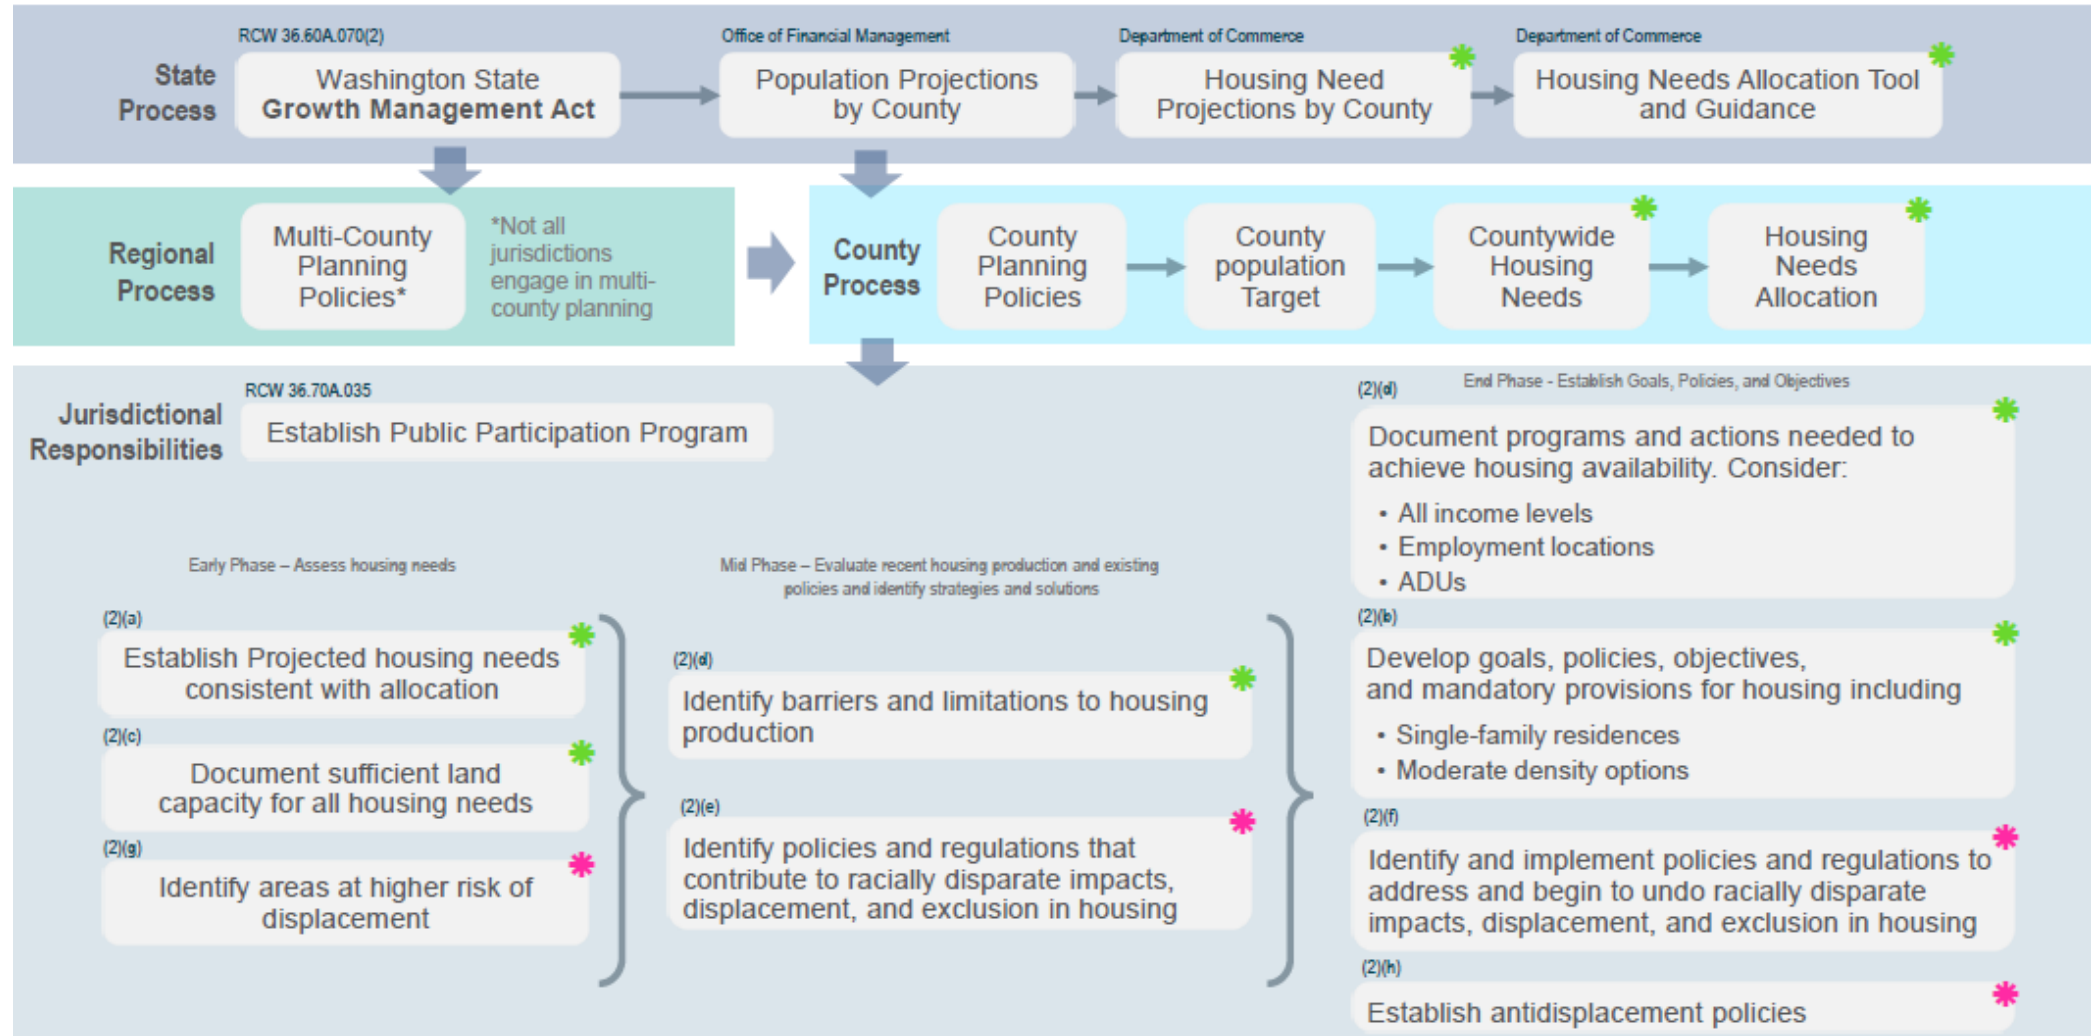 RCW 36.60A.070(2)
Office of Financial Management
Department of Commerce
Department of Commerce
State
Process
Washington State
Growth Management Act
Population Projections
by County
Housing Need
Projections by County
Housing Needs Allocation Tool
and Guidance
Regional
Process
Multi-County
Planning
Policies*
*Not all
jurisdictions
engage in multi-
county planning
County
Process
County
Planning
Policies
County
population
Target
Countywide
Housing
Needs
Housing
Needs
Allocation
Jurisdictional
Responsibilities
RCW 36.70A.035
Establish Public Participation Program
Early Phase – Assess housing needs
(2)(a)
Establish Projected housing needs
consistent with allocation
(2)(c)
Document sufficient land
capacity for all housing needs
(2)(g)
Identify areas at higher risk of
displacement
Mid Phase – Evaluate recent housing production and existing
policies and identify strategies and solutions
(2)(d)
Identify barriers and limitations to housing
production
(2)(e)
Identify policies and regulations that
contribute to racially disparate impacts,
displacement, and exclusion in housing
End Phase - Establish Goals, Policies, and Objectives
(2)(d)
Document programs and actions needed to
achieve housing availability. Consider:
• All income levels
• Employment locations
• ADUs
(2)(b)
Develop goals, policies, objectives,
and mandatory provisions for housing including
• Single-family residences
• Moderate density options
(2)(f)
Identify and implement policies and regulations to
address and begin to undo racially disparate
impacts, displacement, and exclusion in housing
(2)(h)
Establish antidisplacement policies